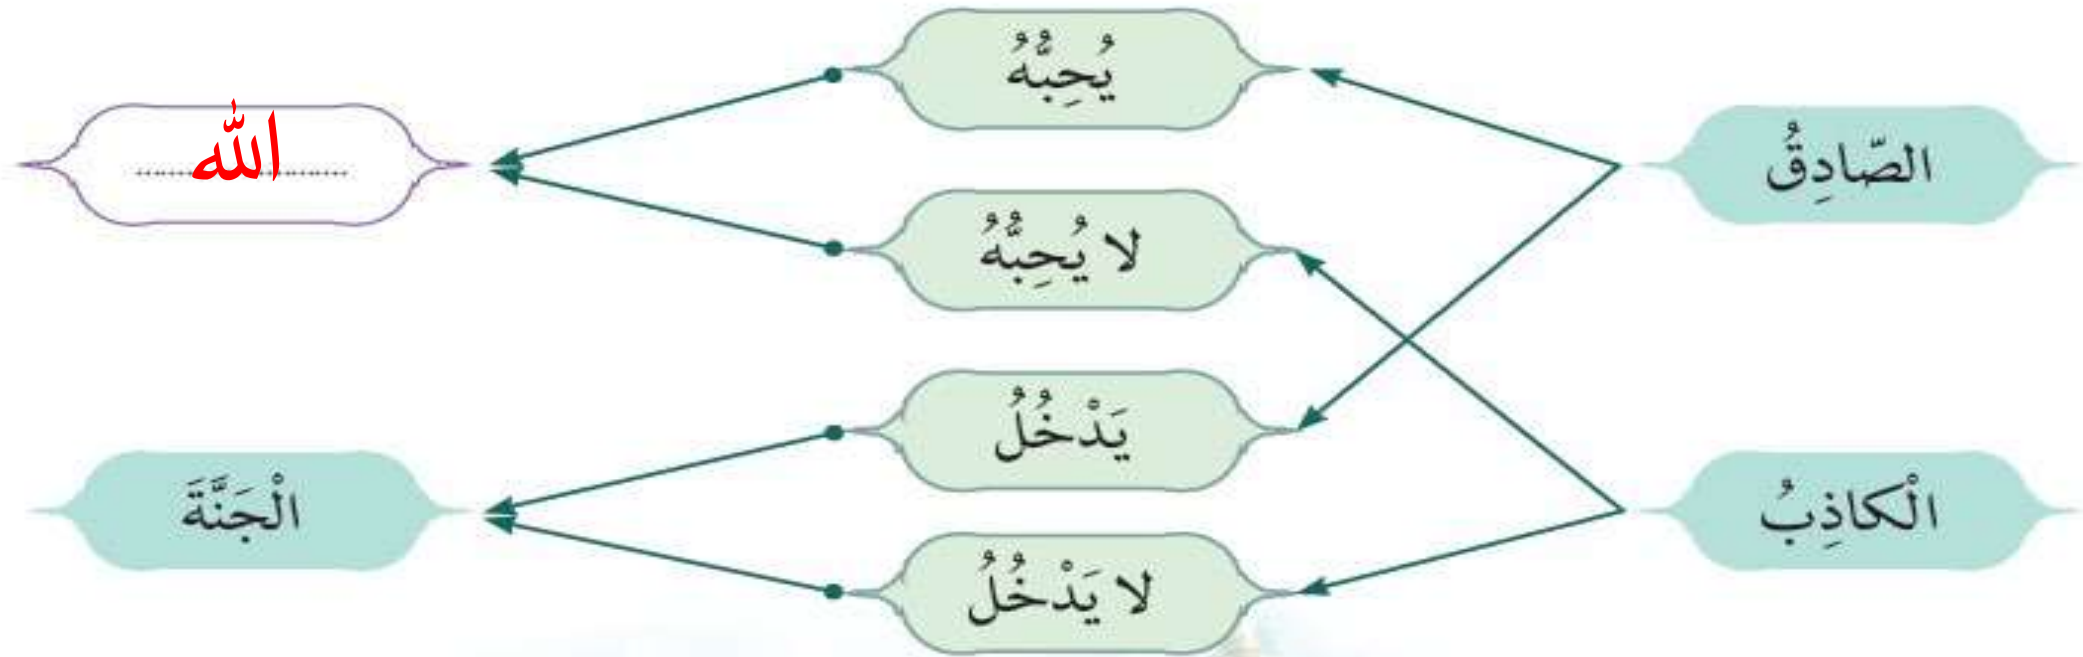 الصّادِقُ
الْكاذِبُ
يُحِبُّهُ
لا يُحِبُّهُ
يَدْخُلُ
لا يَدْخُلُ
الله
الْجَنَّةَ